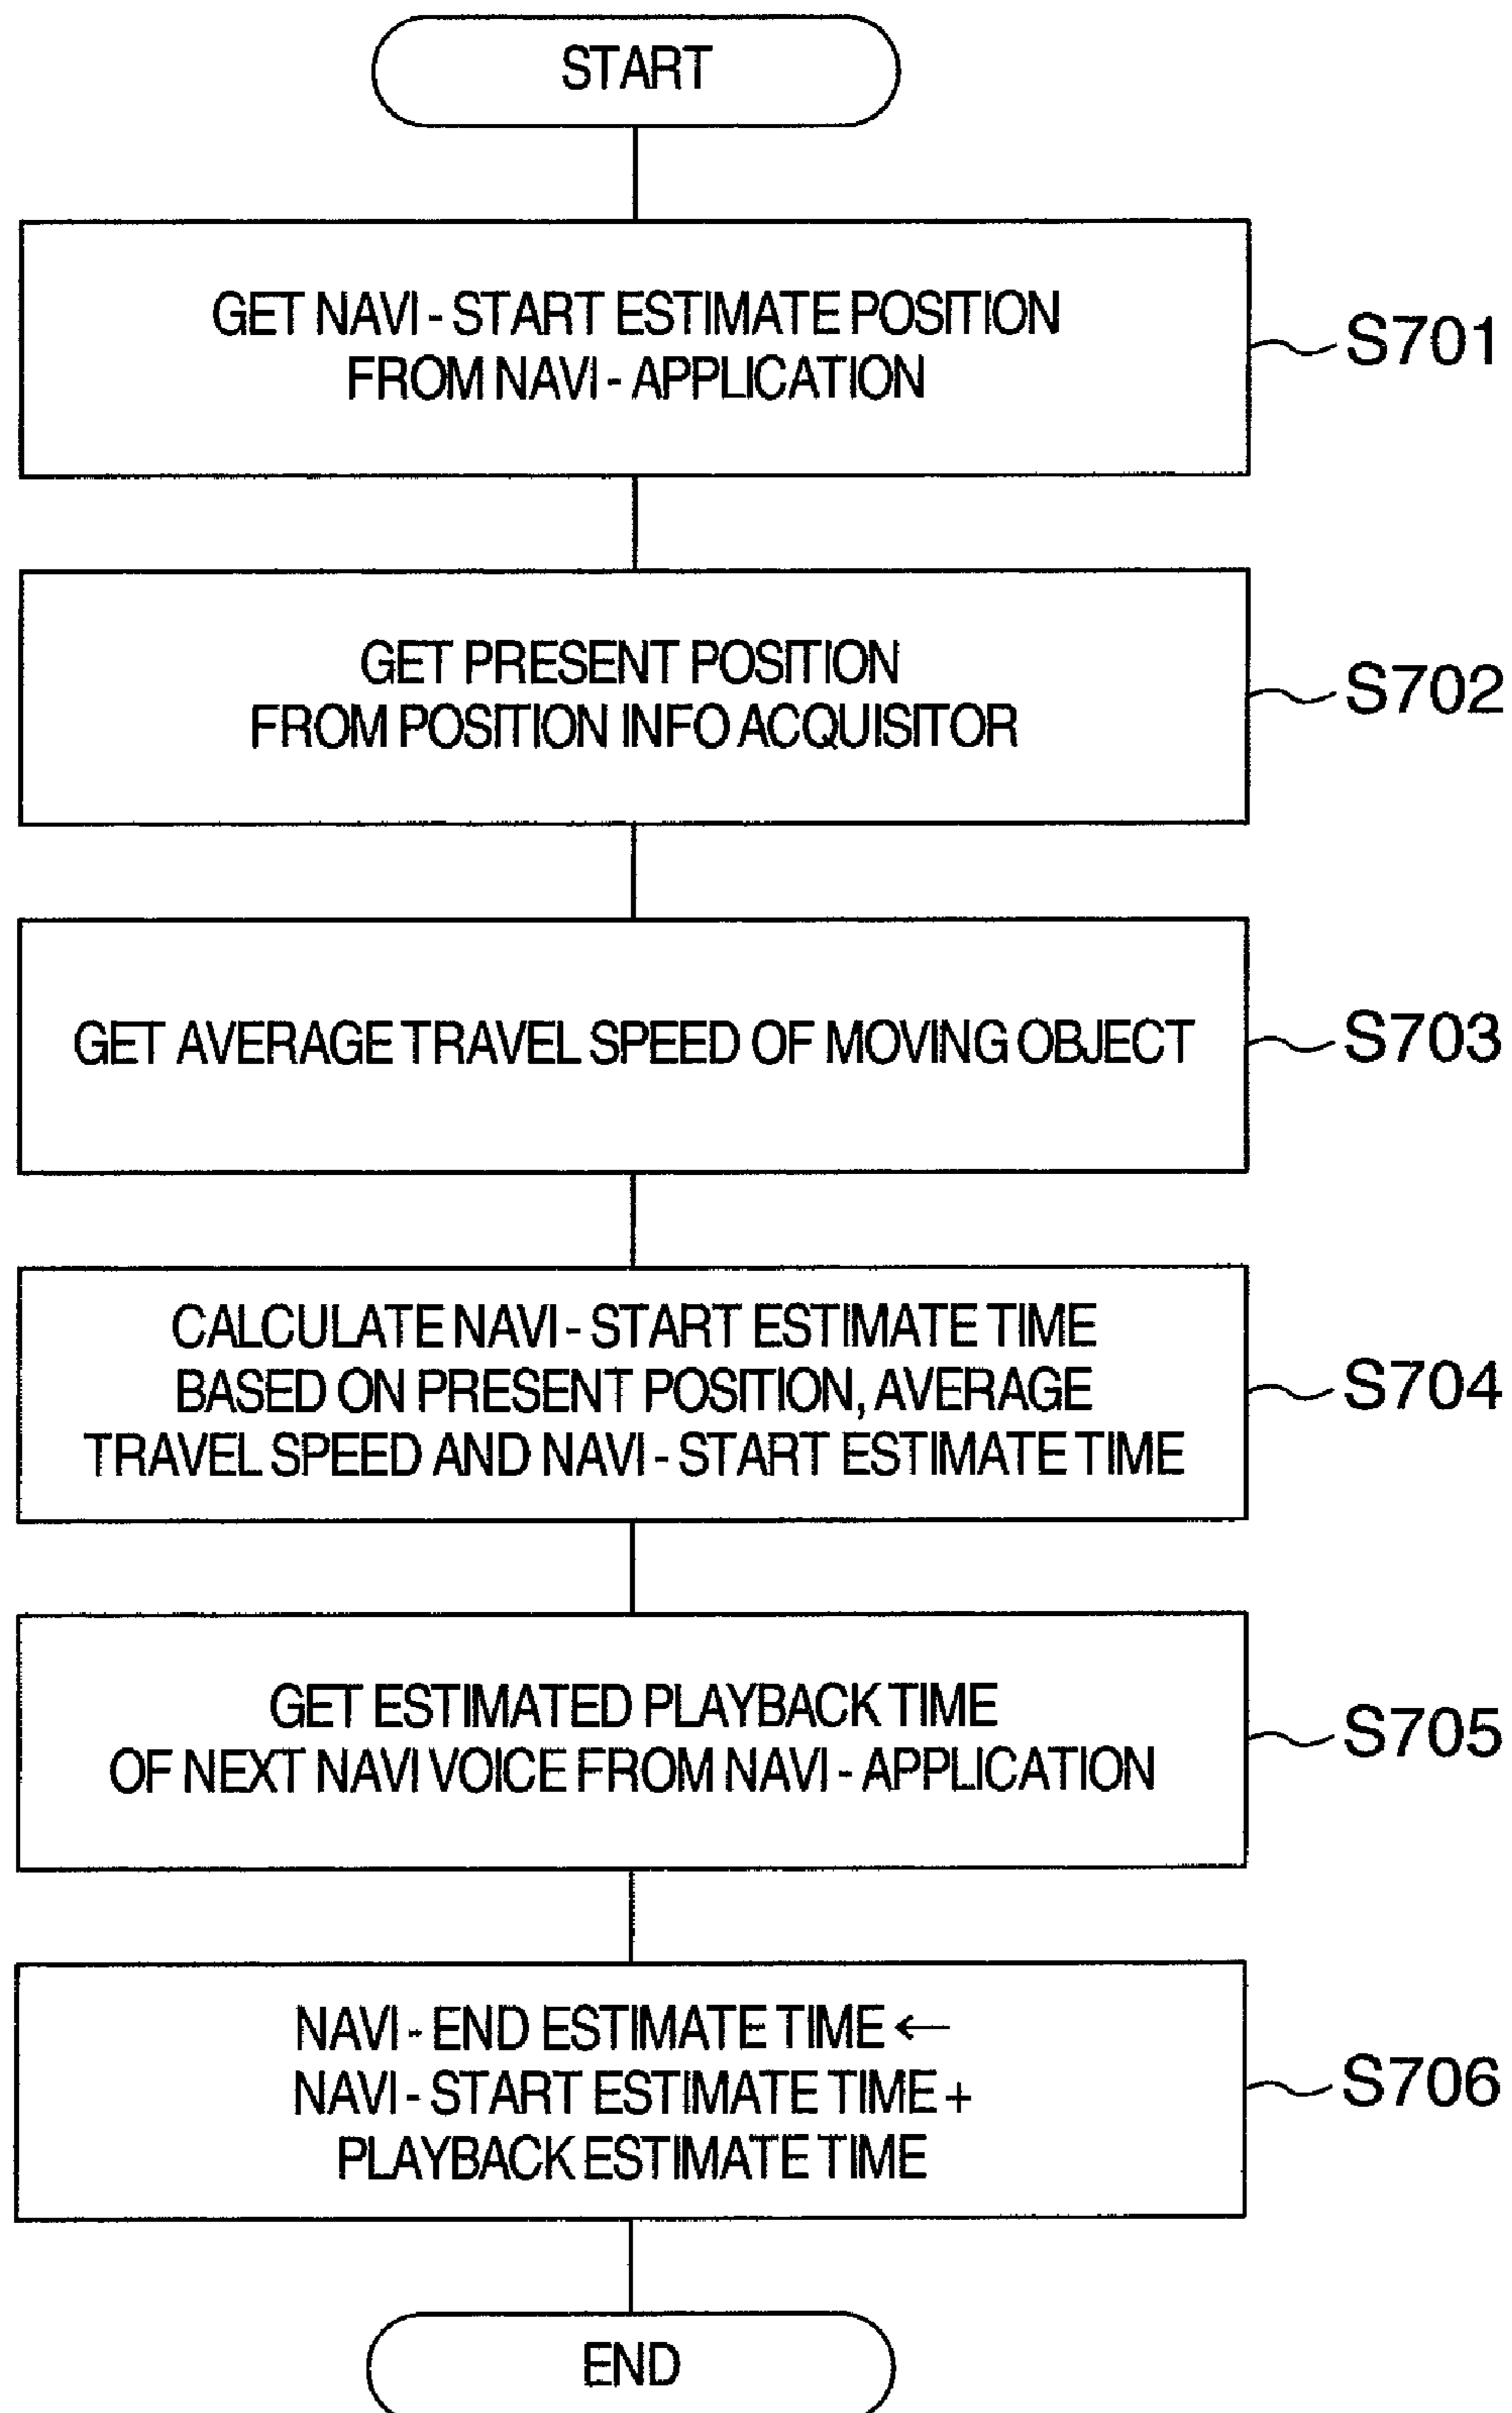 START
GET NAVI - START ESTIMATE POSITION
FROM NAVI - APPLICATION
S701
GET PRESENT POSITION
FROM POSITION INFO ACQUISITOR
S702
GET AVERAGE TRAVEL SPEED OF MOVING OBJECT
S703
CALCULATE NAVI - START ESTIMATE TIME
BASED ON PRESENT POSITION, AVERAGE
TRAVEL SPEED AND NAVI - START ESTIMATE TIME
S704
GET ESTIMATED PLAYBACK TIME
OF NEXT NAVI VOICE FROM NAVI - APPLICATION
S705
NAVI - END ESTIMATE TIME ←
NAVI - START ESTIMATE TIME +
PLAYBACK ESTIMATE TIME
S706
END